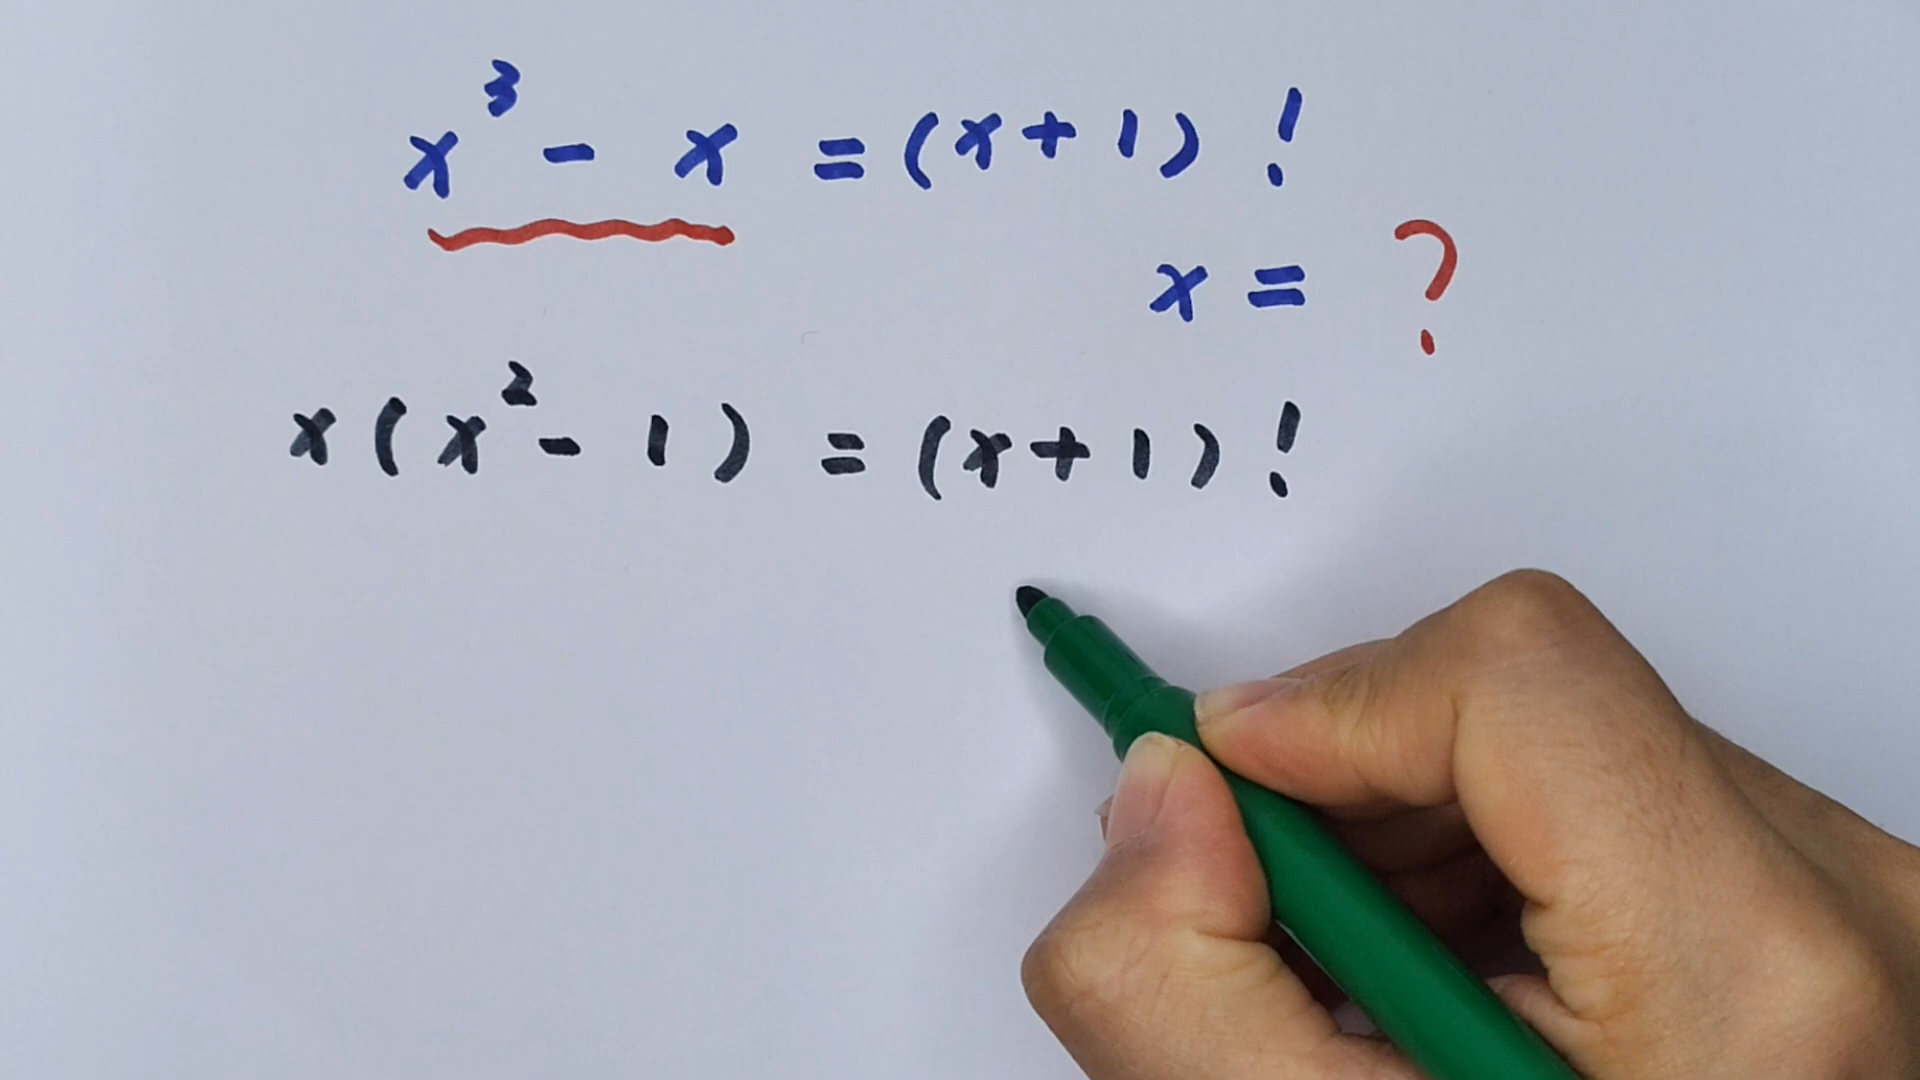 x³ - x = (x + 1) !
x = ?
x ( x² - 1 ) = (x + 1) !